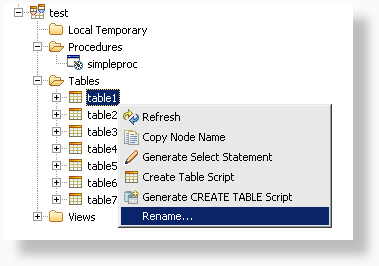 test
Local Temporary
Procedures
simpleproc
Tables
table1
table2
table3
table4
table5
table6
table7
Views
Refresh
Copy Node Name
Generate Select Statement
Create Table Script
Generate CREATE TABLE Script
Rename...